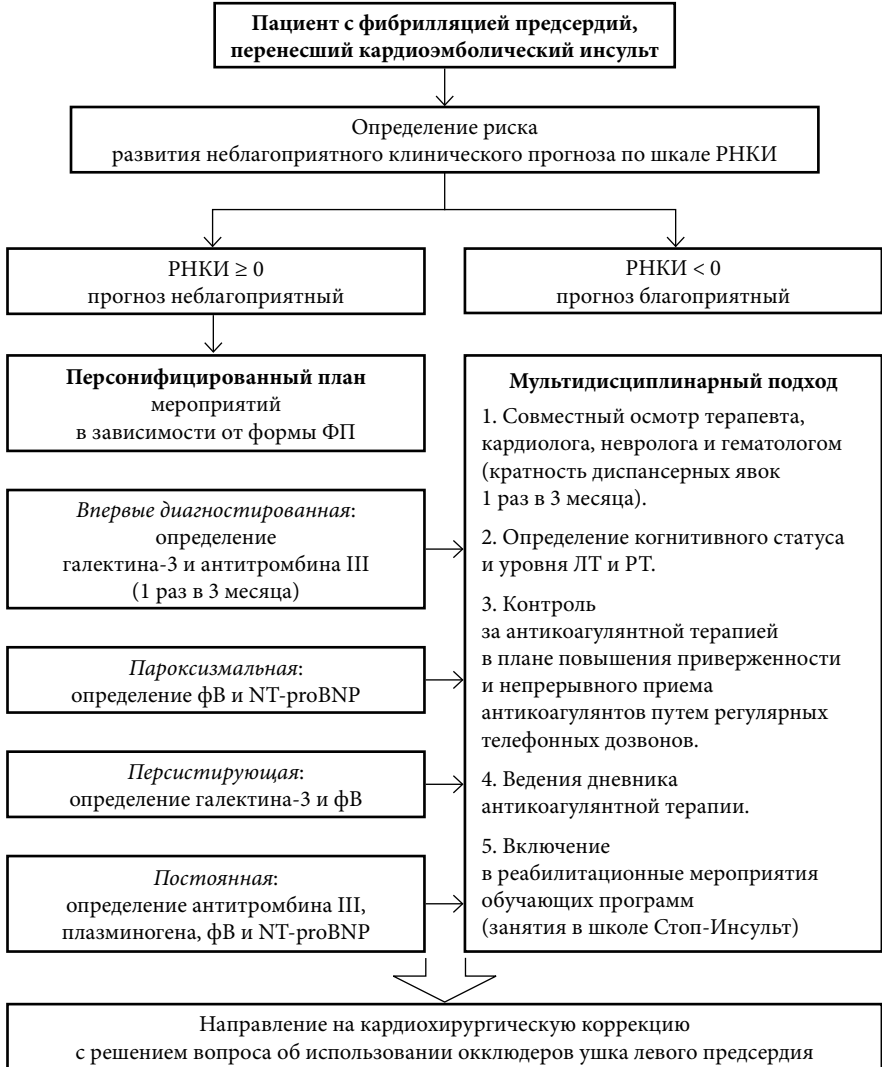 Пациент с фибрилляцией предсердий,
перенесший кардиоэмболический инсульт
Определение риска
развития неблагоприятного клинического прогноза по шкале РНКИ
РНКИ ≥ 0
прогноз неблагоприятный
РНКИ < 0
прогноз благоприятный
Персонифицированный план
мероприятий
в зависимости от формы ФП
Впервые диагностированная:
определение
галектина-3 и антитромбина III
(1 раз в 3 месяца)
Пароксизмальная:
определение фВ и NT-proBNP
Персистирующая:
определение галектина-3 и фВ
Постоянная:
определение антитромбина III,
плазминогена, фВ и NT-proBNP
Мультидисциплинарный подход
1. Совместный осмотр терапевта,
кардиолога, невролога и гематологом
(кратность диспансерных явок
1 раз в 3 месяца).
2. Определение когнитивного статуса
и уровня ЛТ и РТ.
3. Контроль
за антикоагулянтной терапией
в плане повышения приверженности
и непрерывного приема
антикоагулянтов путем регулярных
телефонных дозвонов.
4. Ведения дневника
антикоагулянтной терапии.
5. Включение
в реабилитационные мероприятия
обучающих программ
(занятия в школе Стоп-Инсульт)
Направление на кардиохирургическую коррекцию
с решением вопроса об использовании окклюдеров ушка левого предсердия